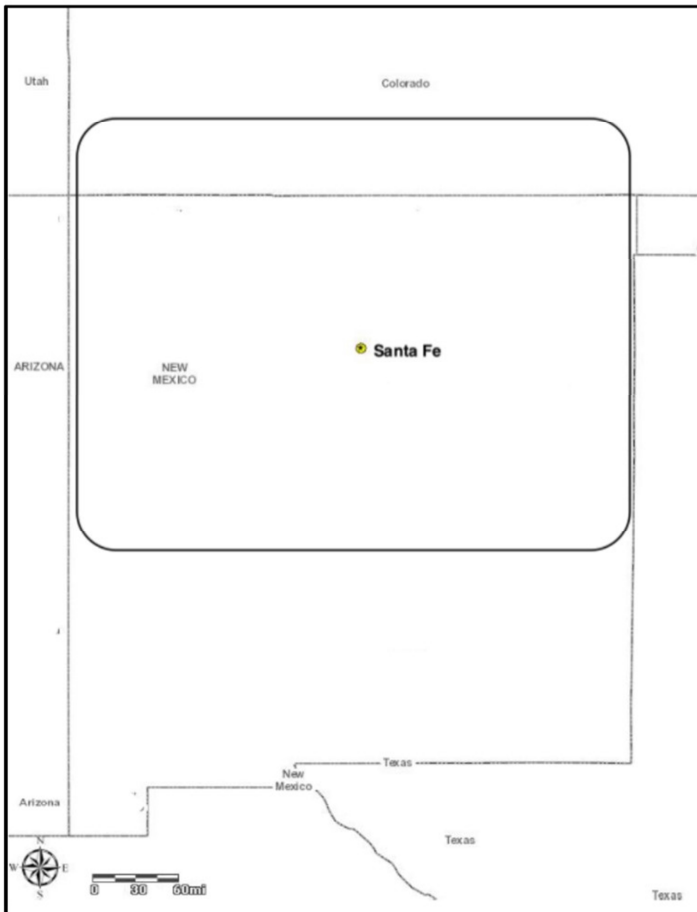 Utah
Colorado
Santa Fe
ARIZONA
NEW
MEXICO
Texas
New
Mexico
Arizona
Texas
N
W E
S
0 30 60mi
Texas